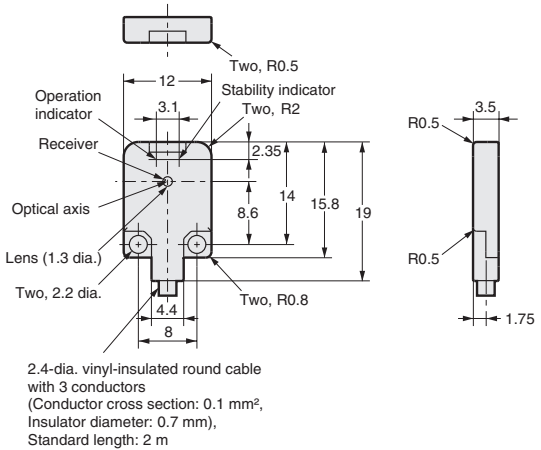 Two, R0.5
12
Stability indicator
Operation
indicator
3.1
Two, R2
3.5
R0.5
Receiver
2.35
Optical axis
8.6
14
15.8
19
Lens (1.3 dia.)
R0.5
Two, 2.2 dia.
Two, R0.8
4.4
1.75
8
2.4-dia. vinyl-insulated round cable
with 3 conductors
(Conductor cross section: 0.1 mm²,
Insulator diameter: 0.7 mm),
Standard length: 2 m